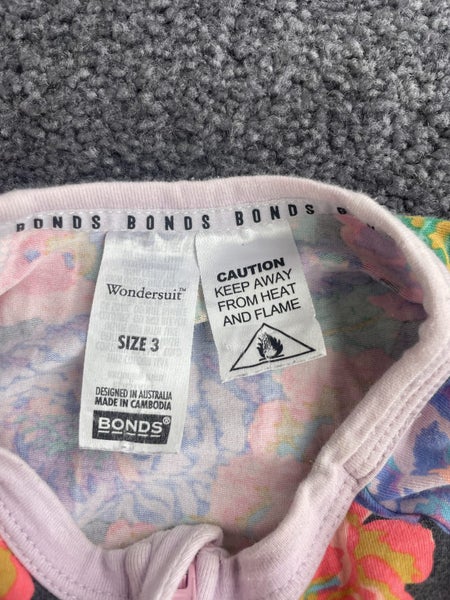 BONDS BONDS BONDS
Wondersuit™
SIZE 3
DESIGNED IN AUSTRALIA
MADE IN CAMBODIA
BONDS®
CAUTION
KEEP AWAY
FROM HEAT
AND FLAME